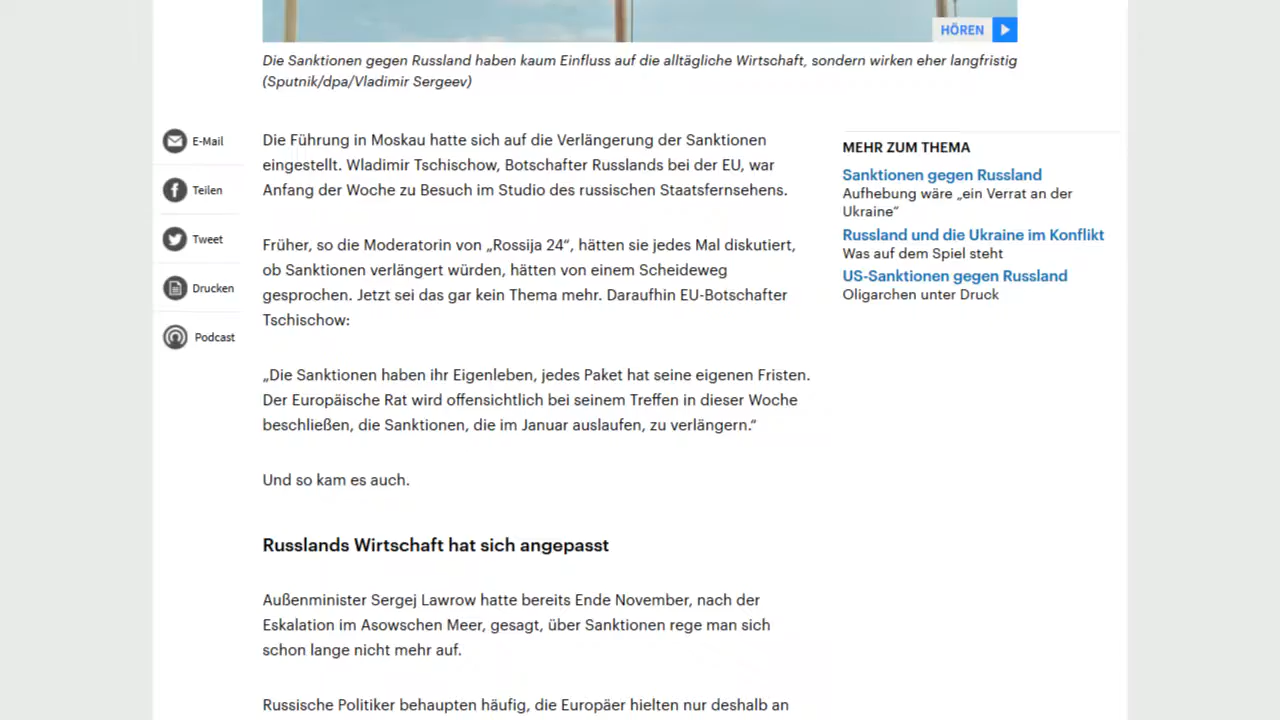 HÖREN
Die Sanktionen gegen Russland haben kaum Einfluss auf die alltägliche Wirtschaft, sondern wirken eher langfristig
(Sputnik/dpa/Vladimir Sergeev)
E-Mail
Teilen
Tweet
Drucken
Podcast
Die Führung in Moskau hatte sich auf die Verlängerung der Sanktionen
eingestellt. Wladimir Tschischow, Botschafter Russlands bei der EU, war
Anfang der Woche zu Besuch im Studio des russischen Staatsfernsehens.
Früher, so die Moderatorin von „Rossija 24“, hätten sie jedes Mal diskutiert,
ob Sanktionen verlängert würden, hätten von einem Scheideweg
gesprochen. Jetzt sei das gar kein Thema mehr. Daraufhin EU-Botschafter
Tschischow:
„Die Sanktionen haben ihr Eigenleben, jedes Paket hat seine eigenen Fristen.
Der Europäische Rat wird offensichtlich bei seinem Treffen in dieser Woche
beschließen, die Sanktionen, die im Januar auslaufen, zu verlängern.“
Und so kam es auch.
Russlands Wirtschaft hat sich angepasst
Außenminister Sergej Lawrow hatte bereits Ende November, nach der
Eskalation im Asowschen Meer, gesagt, über Sanktionen rege man sich
schon lange nicht mehr auf.
Russische Politiker behaupten häufig, die Europäer hielten nur deshalb an
MEHR ZUM THEMA
Sanktionen gegen Russland
Aufhebung wäre „ein Verrat an der
Ukraine“
Russland und die Ukraine im Konflikt
Was auf dem Spiel steht
US-Sanktionen gegen Russland
Oligarchen unter Druck